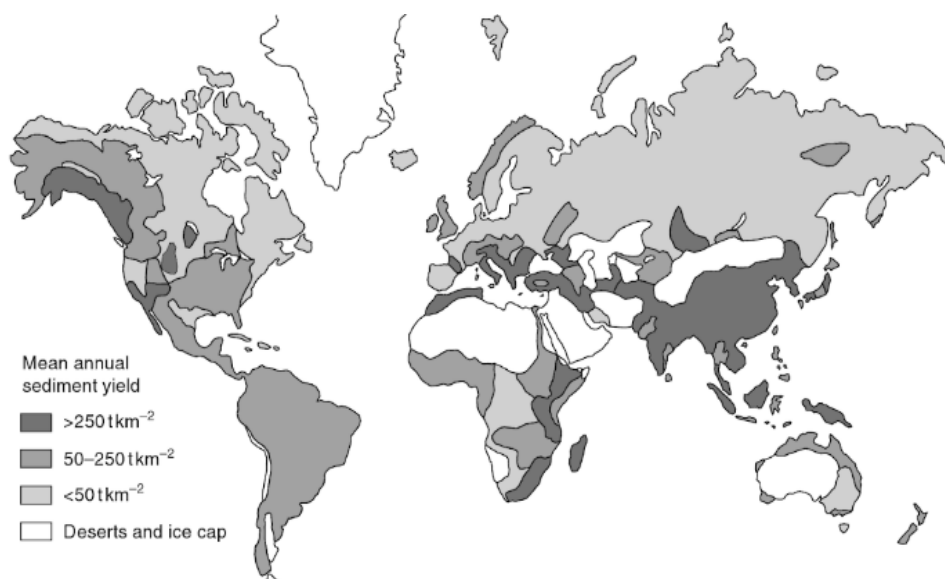 Mean annual
sediment yield
>250 t km⁻²
50–250 t km⁻²
<50 t km⁻²
Deserts and ice cap